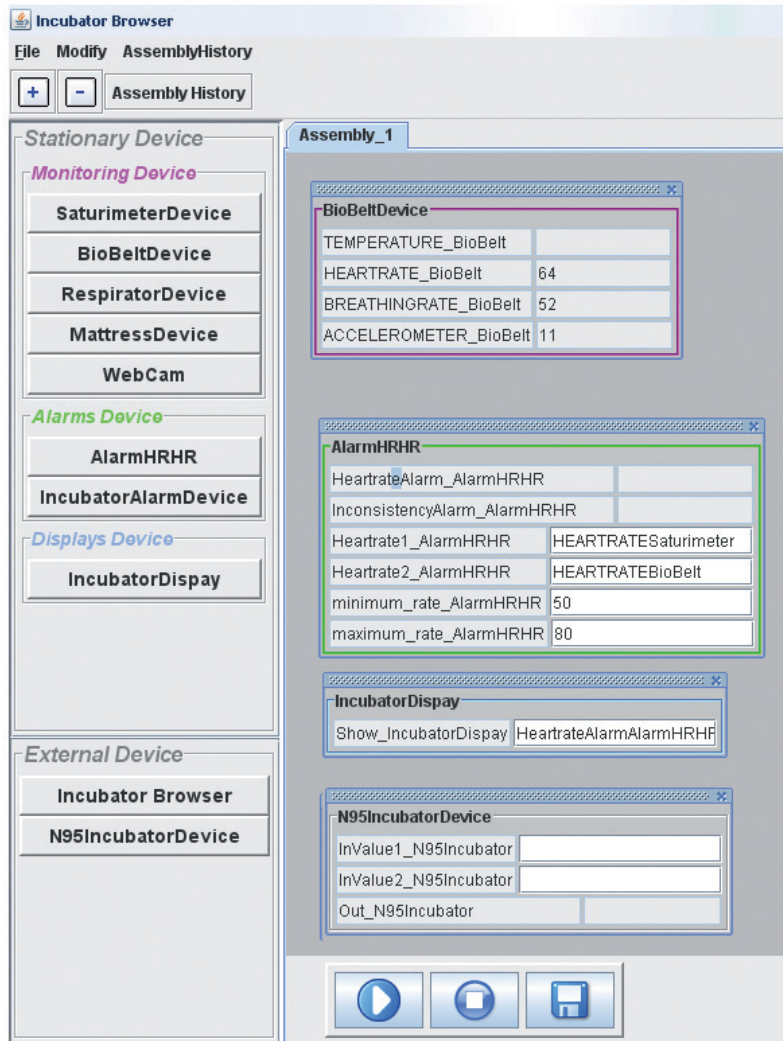 Incubator Browser
File Modify AssemblyHistory
+ - Assembly History
Stationary Device
Monitoring Device
SaturimeterDevice
BioBeltDevice
RespiratorDevice
MattressDevice
WebCam
Alarms Device
AlarmHRHR
IncubatorAlarmDevice
Displays Device
IncubatorDispay
External Device
Incubator Browser
N95IncubatorDevice
Assembly_1
BioBeltDevice
TEMPERATURE_BioBelt
HEARTRATE_BioBelt 64
BREATHINGRATE_BioBelt 52
ACCELEROMETER_BioBelt 11
AlarmHRHR
HeartrateAlarm_AlarmHRHR
InconsistencyAlarm_AlarmHRHR
Heartrate1_AlarmHRHR HEARTRATESaturimeter
Heartrate2_AlarmHRHR HEARTRATEBioBelt
minimum_rate_AlarmHRHR 50
maximum_rate_AlarmHRHR 80
IncubatorDispay
Show_IncubatorDispay HeartrateAlarmAlarmHRHR
N95IncubatorDevice
InValue1_N95Incubator
InValue2_N95Incubator
Out_N95Incubator